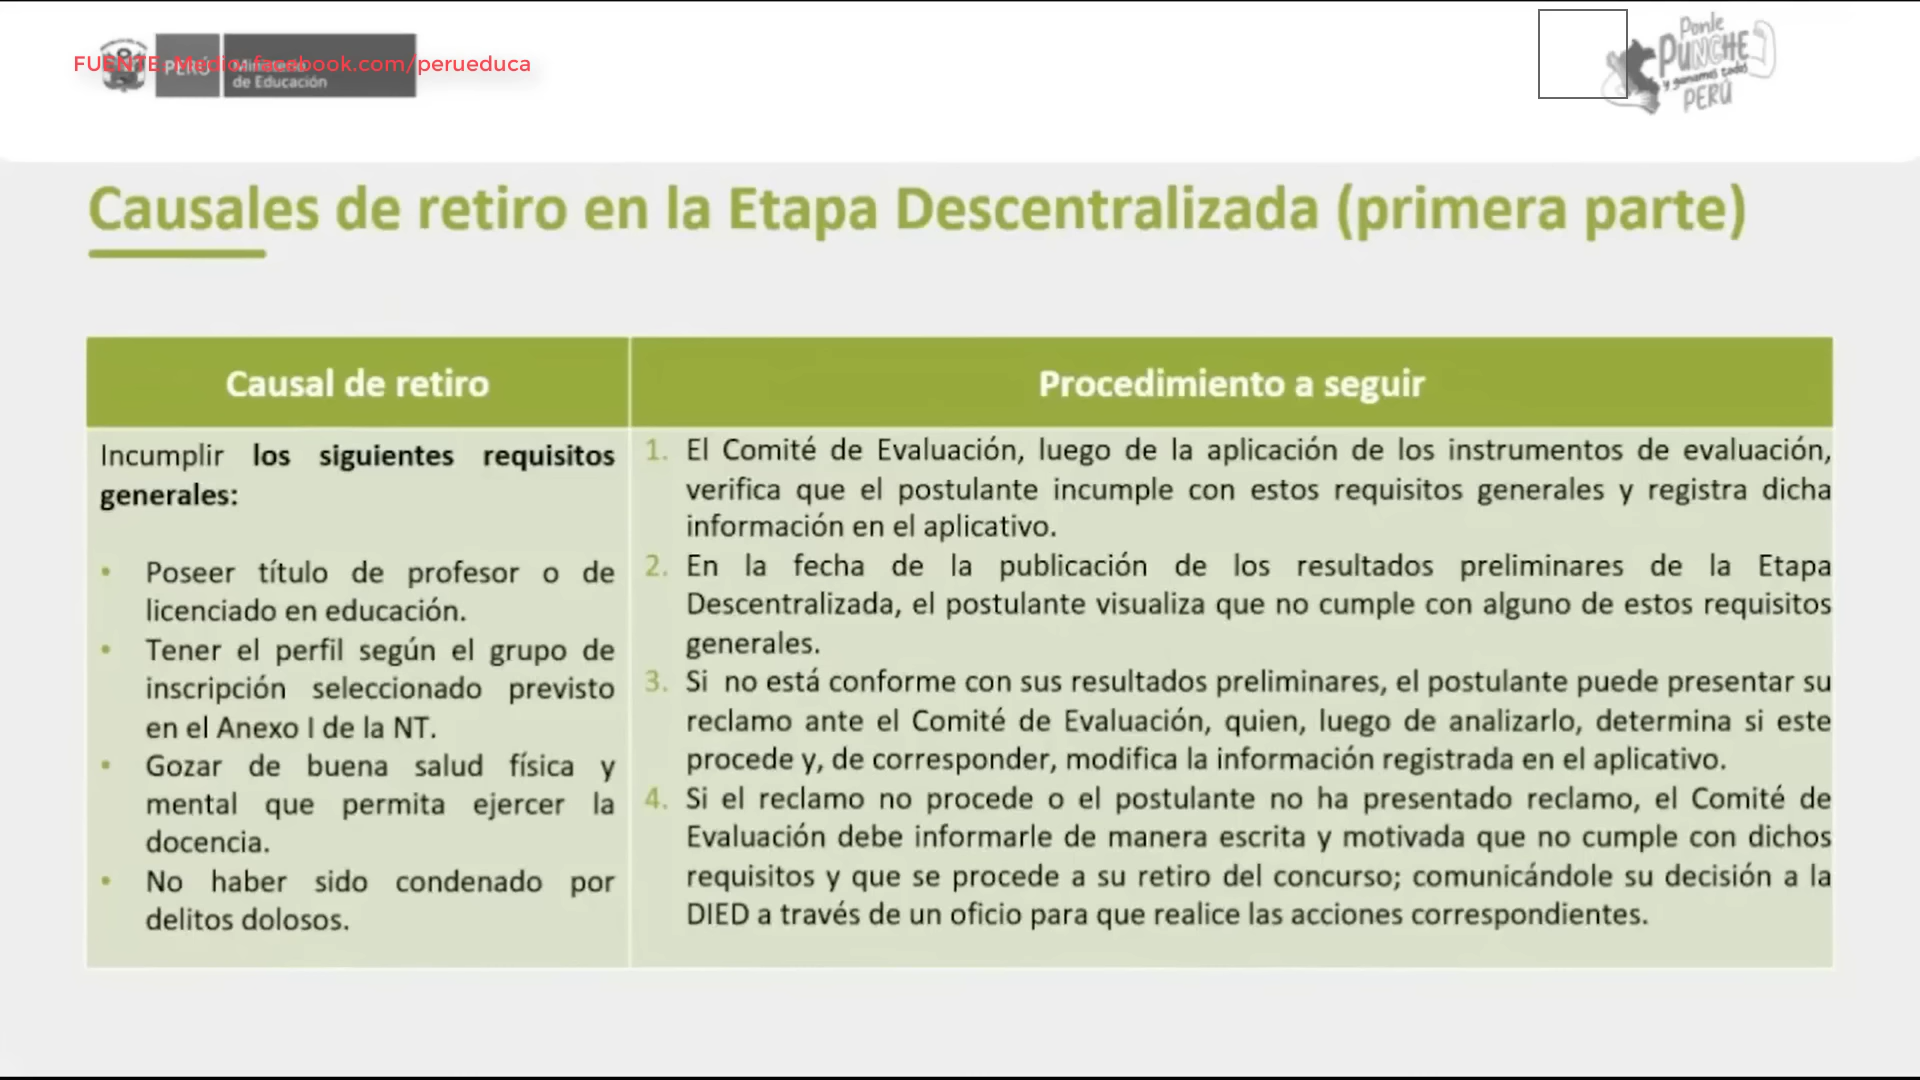 FUENTE: Medio: facebook.com/perueduca
PERÚ
Ministerio
de Educación
Ponle
PUNCHE
y ganamos todos
PERÚ
Causales de retiro en la Etapa Descentralizada (primera parte)
Causal de retiro
Incumplir los siguientes requisitos
generales:
• Poseer título de profesor o de
licenciado en educación.
• Tener el perfil según el grupo de
inscripción seleccionado previsto
en el Anexo I de la NT.
• Gozar de buena salud física y
mental que permita ejercer la
docencia.
• No haber sido condenado por
delitos dolosos.
Procedimiento a seguir
1. El Comité de Evaluación, luego de la aplicación de los instrumentos de evaluación,
verifica que el postulante incumple con estos requisitos generales y registra dicha
información en el aplicativo.
2. En la fecha de la publicación de los resultados preliminares de la Etapa
Descentralizada, el postulante visualiza que no cumple con alguno de estos requisitos
generales.
3. Si no está conforme con sus resultados preliminares, el postulante puede presentar su
reclamo ante el Comité de Evaluación, quien, luego de analizarlo, determina si este
procede y, de corresponder, modifica la información registrada en el aplicativo.
4. Si el reclamo no procede o el postulante no ha presentado reclamo, el Comité de
Evaluación debe informarle de manera escrita y motivada que no cumple con dichos
requisitos y que se procede a su retiro del concurso; comunicándole su decisión a la
DIED a través de un oficio para que realice las acciones correspondientes.